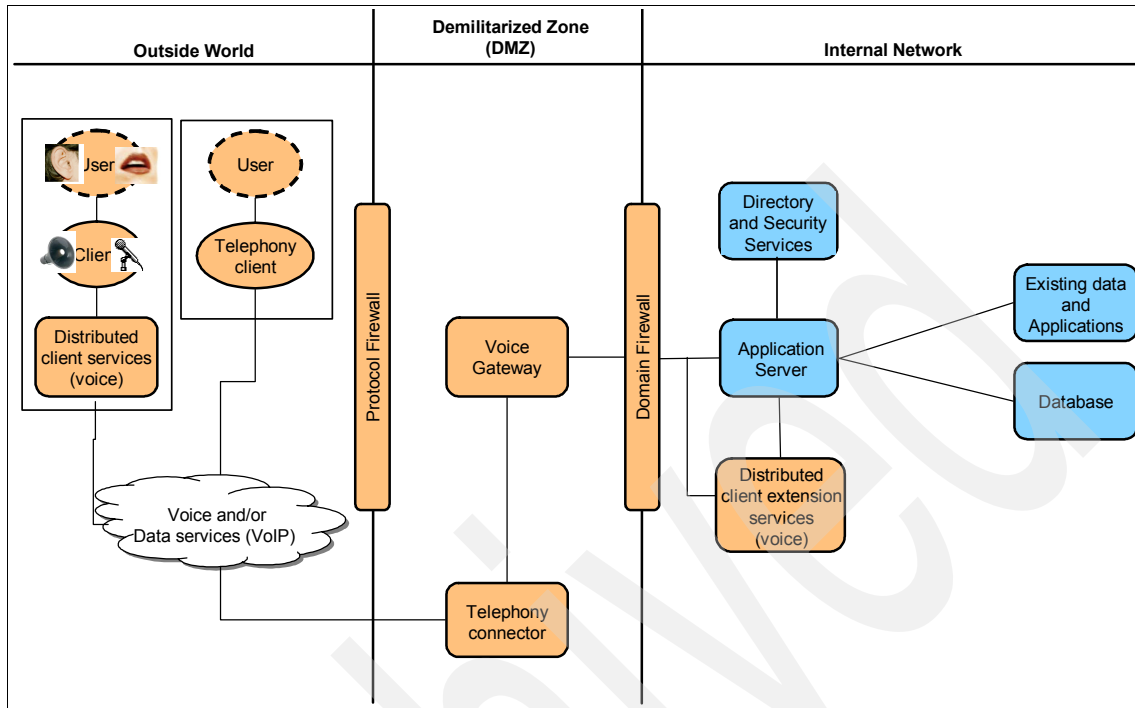 Demilitarized Zone
(DMZ)
Outside World
Internal Network
User
User
Client
Telephony
client
Distributed
client services
(voice)
Voice and/or
Data services (VoIP)
Protocol Firewall
Voice
Gateway
Telephony
connector
Domain Firewall
Directory
and Security
Services
Application
Server
Distributed
client extension
services
(voice)
Existing data
and
Applications
Database